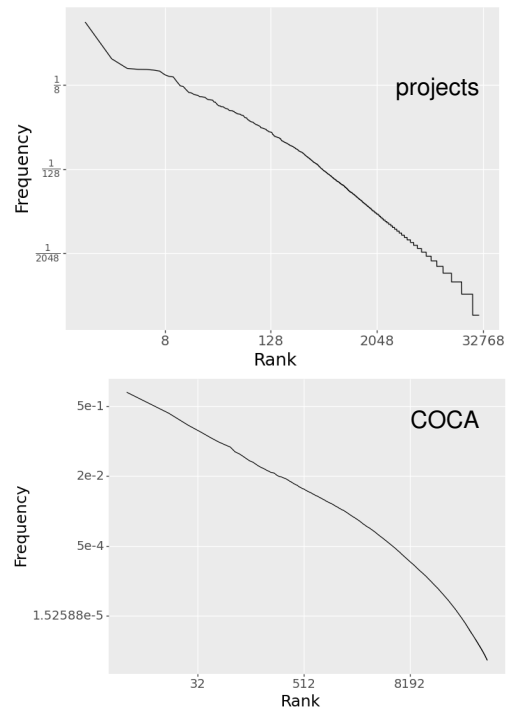 projects
Frequency
1
8
1
128
1
2048
8 128 2048 32768
Rank
COCA
Frequency
5e-1
2e-2
5e-4
1.52588e-5
32 512 8192
Rank